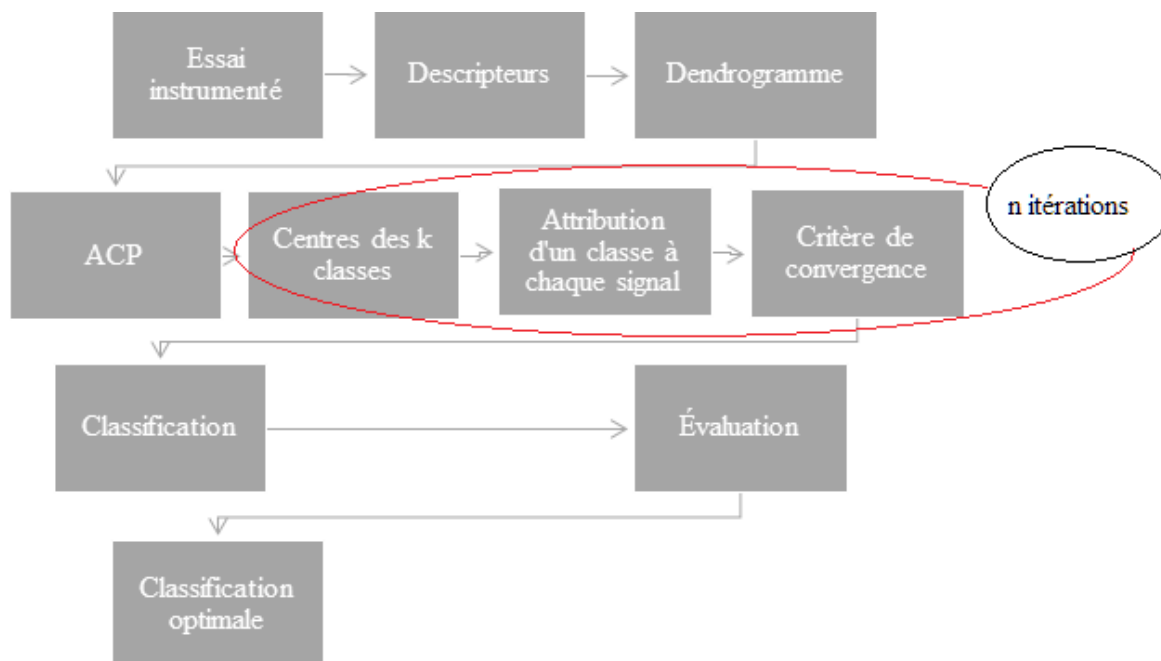 Essai
instrumenté
Descripteurs
Dendrogramme
ACP
Centres des k
classes
Attribution
d'un classe à
chaque signal
Critère de
convergence
n itérations
Classification
Évaluation
Classification
optimale